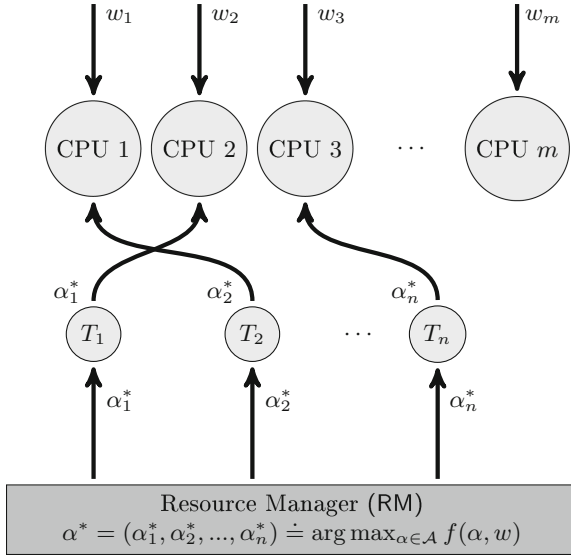 w₁ w₂ w₃ wₘ
CPU 1 CPU 2 CPU 3 ··· CPU m
α₁* α₂* αₙ*
T₁ T₂ ··· Tₙ
α₁* α₂* αₙ*
Resource Manager (RM)
α* = (α₁*, α₂*, ..., αₙ*) ≐ arg max_{α∈𝒜} f(α, w)